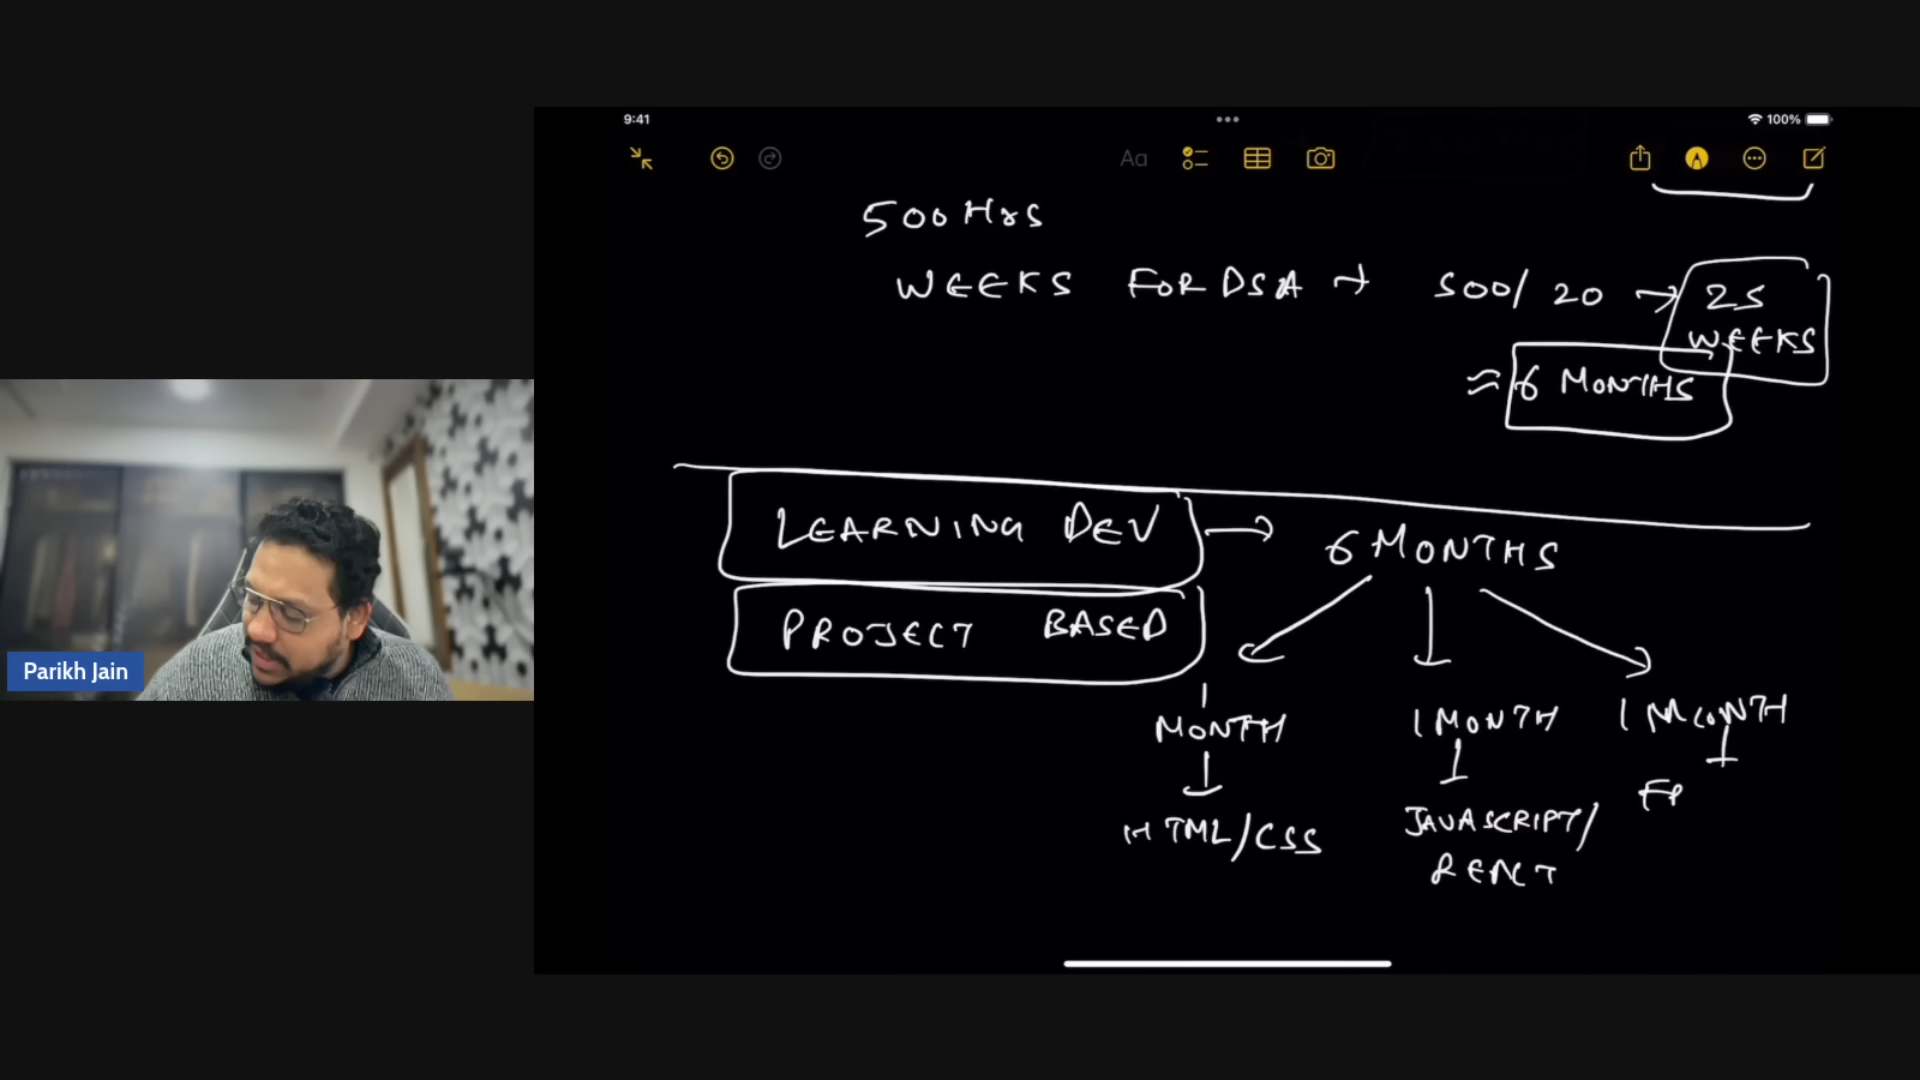 9:41
100%
Aa
500 Hrs
WEEKS FOR DSA → 500/20 → 25
WEEKS
≈ 6 MONTHS
LEARNING DEV → 6 MONTHS
PROJECT BASED
1
MONTH
1 MONTH
1 MONTH
HTML/CSS
JAVASCRIPT/
REACT
Parikh Jain